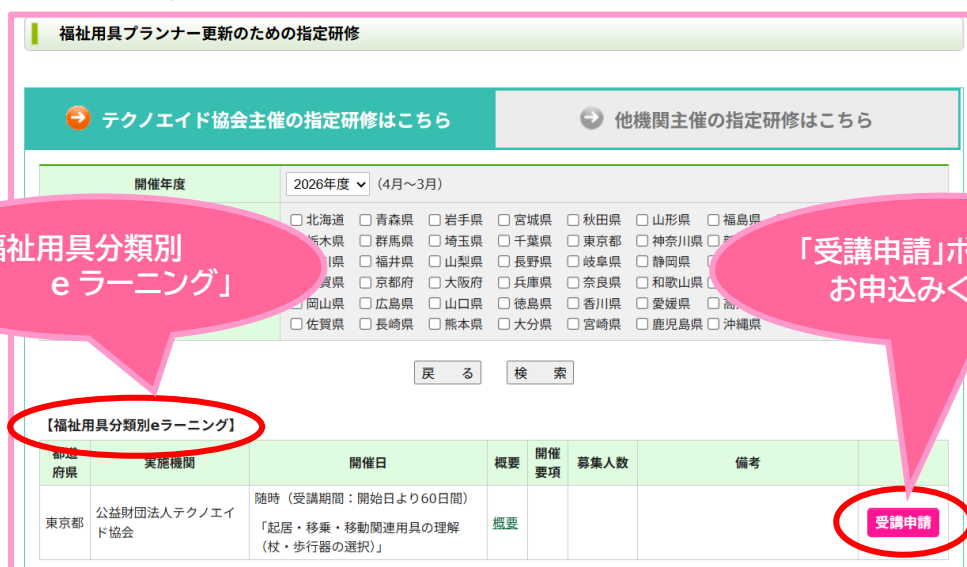 福祉用具プランナー更新のための指定研修
テクノエイド協会主催の指定研修はこちら
他機関主催の指定研修はこちら
開催年度
2026年度 (4月～3月)
北海道 青森県 岩手県 宮城県 秋田県 山形県 福島県
栃木県 群馬県 埼玉県 千葉県 東京都 神奈川県
川県 福井県 山梨県 長野県 岐阜県 静岡県
賀県 京都府 大阪府 兵庫県 奈良県 和歌山県
岡山県 広島県 山口県 徳島県 香川県 愛媛県
佐賀県 長崎県 熊本県 大分県 宮崎県 鹿児島県 沖縄県
祉用具分類別
eラーニング」
「受講申請」ボ
お申込みく
戻 る 検 索
【福祉用具分類別eラーニング】
都道府県 実施機関 開催日 概要 開催要項 募集人数 備考
東京都 公益財団法人テクノエイド協会
随時（受講期間：開始日より60日間）
「起居・移乗・移動関連用具の理解
（杖・歩行器の選択）」
概要
受講申請